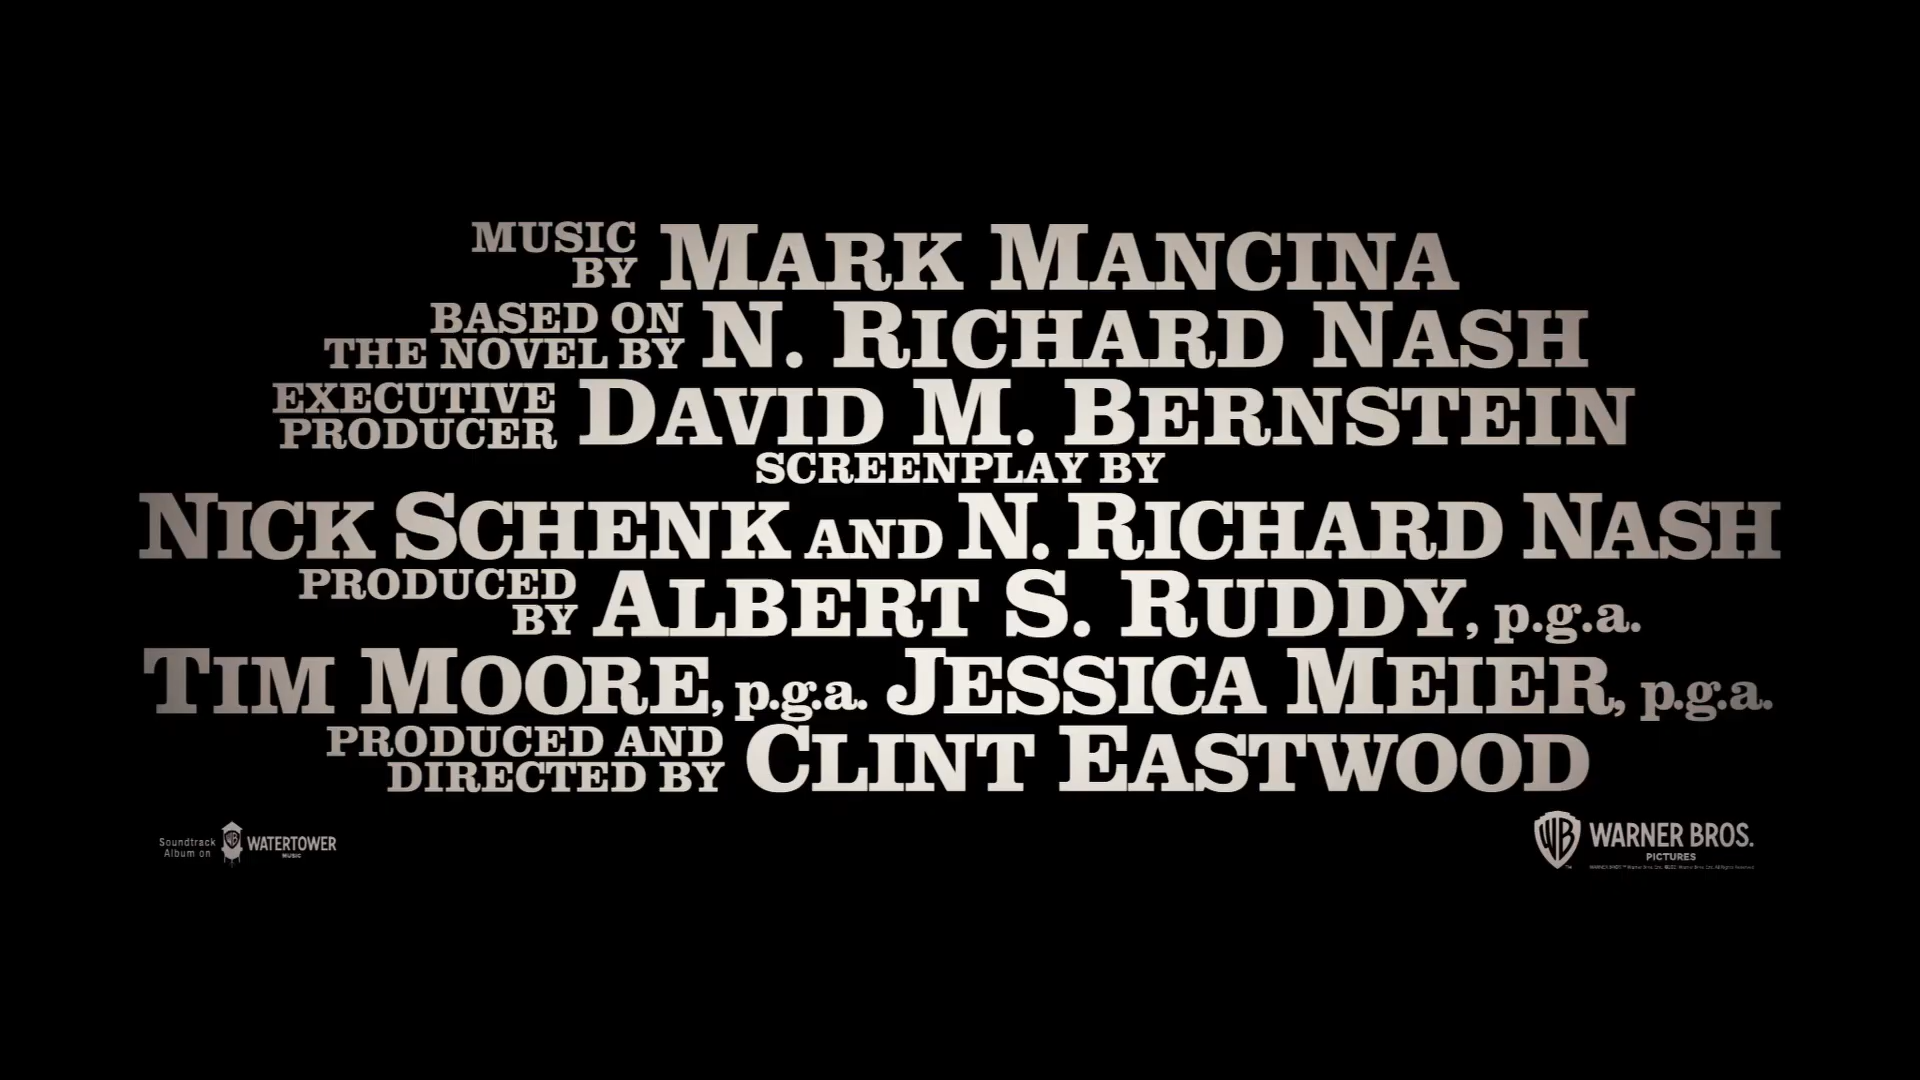 MUSIC BY MARK MANCINA
BASED ON THE NOVEL BY N. RICHARD NASH
EXECUTIVE PRODUCER DAVID M. BERNSTEIN
SCREENPLAY BY
NICK SCHENK AND N. RICHARD NASH
PRODUCED BY ALBERT S. RUDDY, p.g.a.
TIM MOORE, p.g.a. JESSICA MEIER, p.g.a.
PRODUCED AND DIRECTED BY CLINT EASTWOOD
Soundtrack Album on WB WATERTOWER MUSIC
WB WARNER BROS. PICTURES